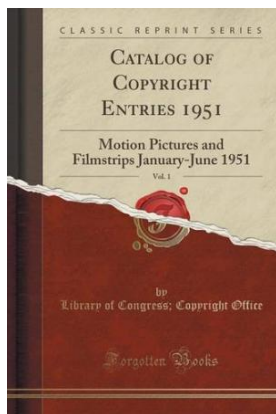 CLASSIC REPRINT SERIES
CATALOG OF
COPYRIGHT
ENTRIES 1951
Motion Pictures and
Filmstrips January-June 1951
Vol. 1
by
Library of Congress; Copyright Office
Forgotten Books